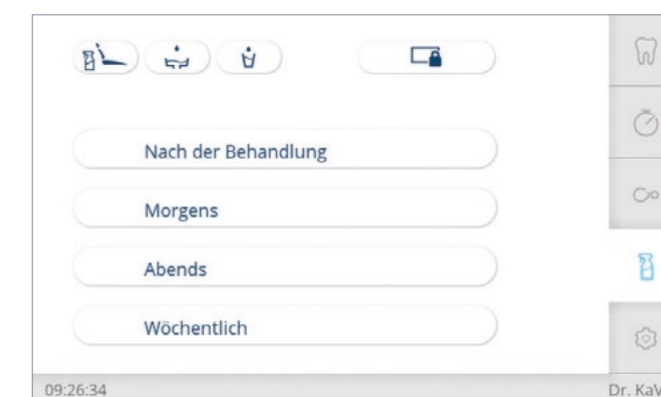 Nach der Behandlung
Morgens
Abends
Wöchentlich
09:26:34
Dr. KaV